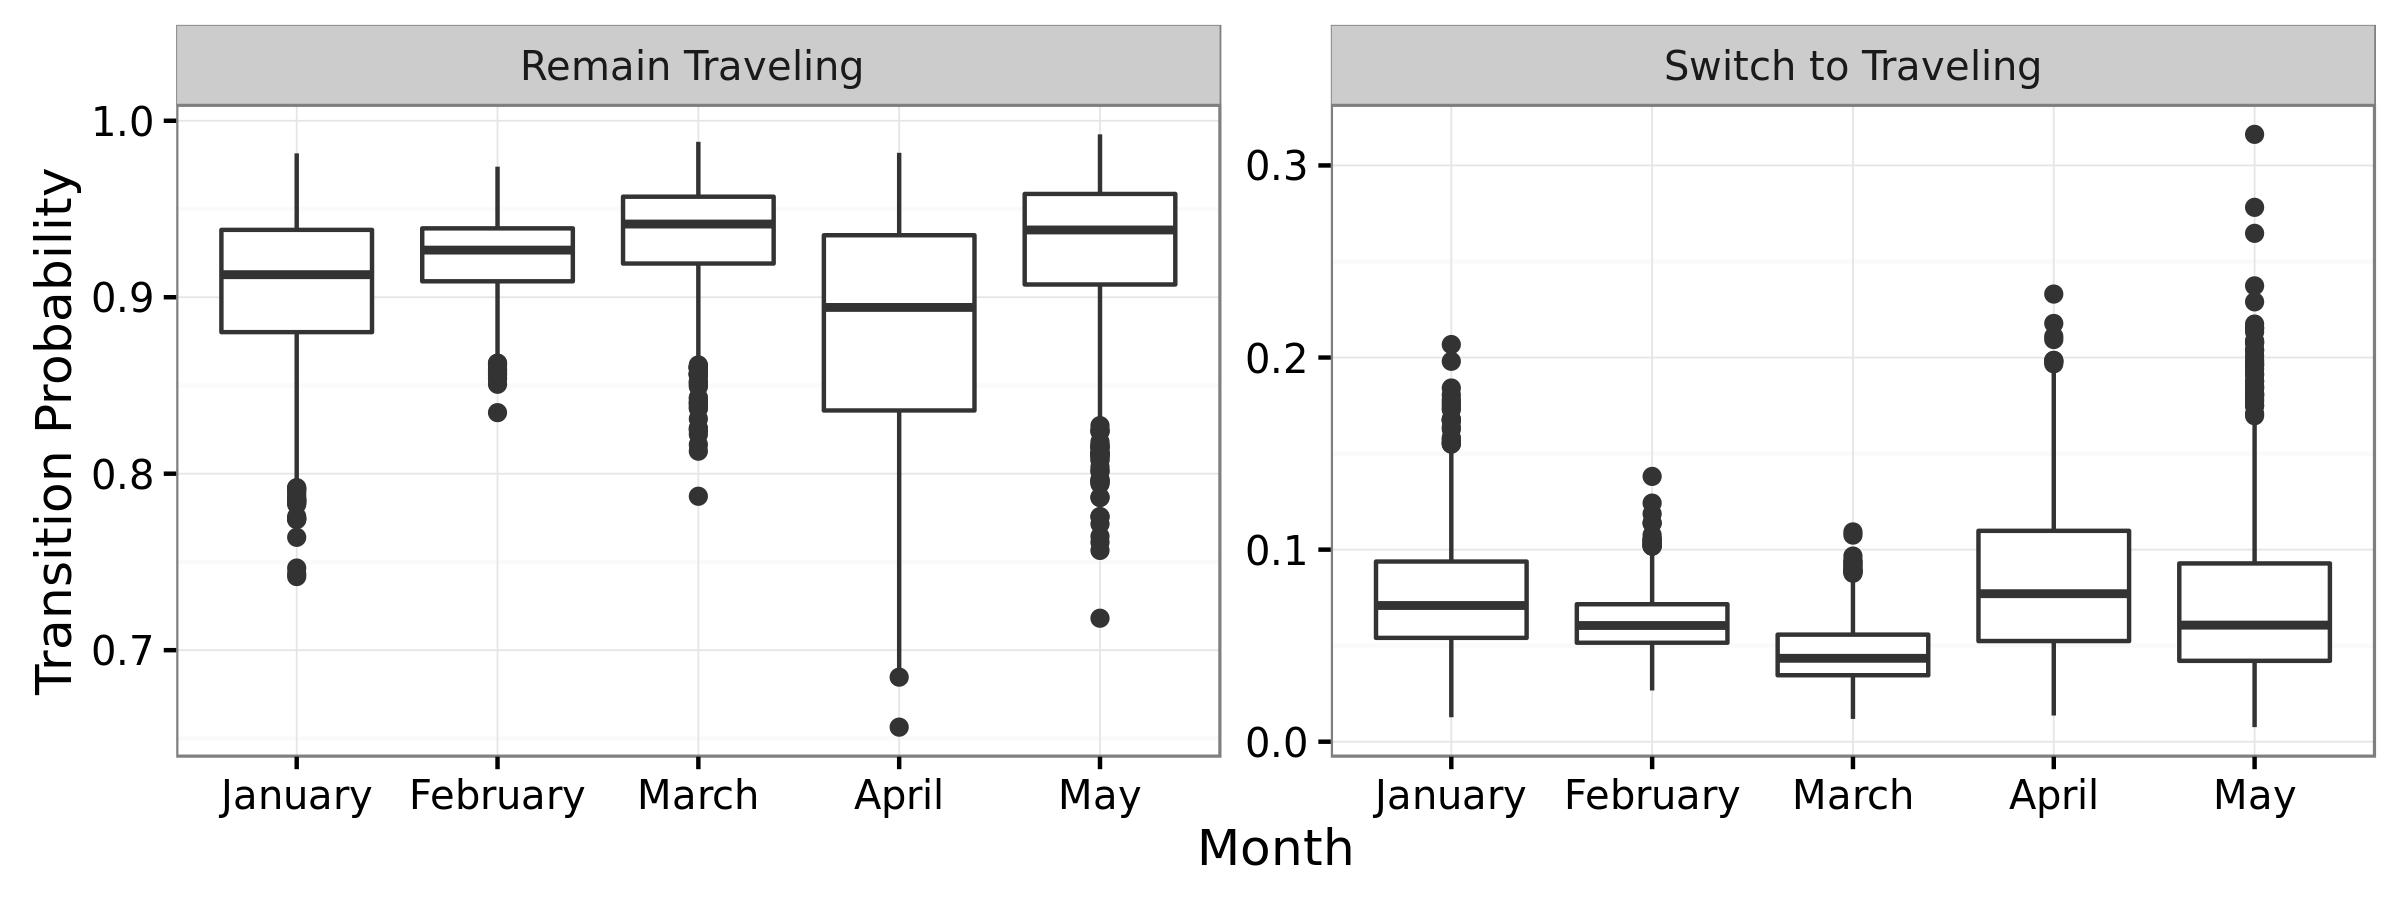 Remain Traveling
Switch to Traveling
Transition Probability
1.0
0.9
0.8
0.7
0.3
0.2
0.1
0.0
January February March April May
January February March April May
Month